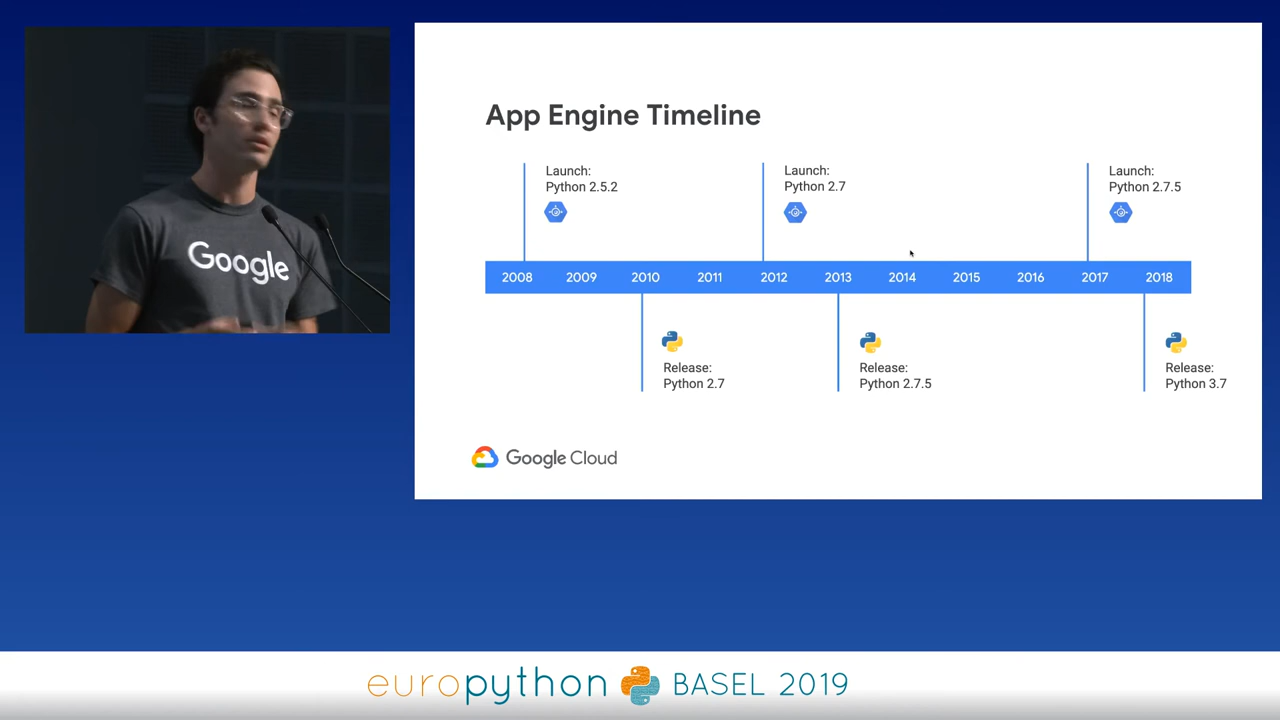 Google
App Engine Timeline
Launch:
Python 2.5.2
Launch:
Python 2.7
Launch:
Python 2.7.5
2008 2009 2010 2011 2012 2013 2014 2015 2016 2017 2018
Release:
Python 2.7
Release:
Python 2.7.5
Release:
Python 3.7
Google Cloud
europython BASEL 2019